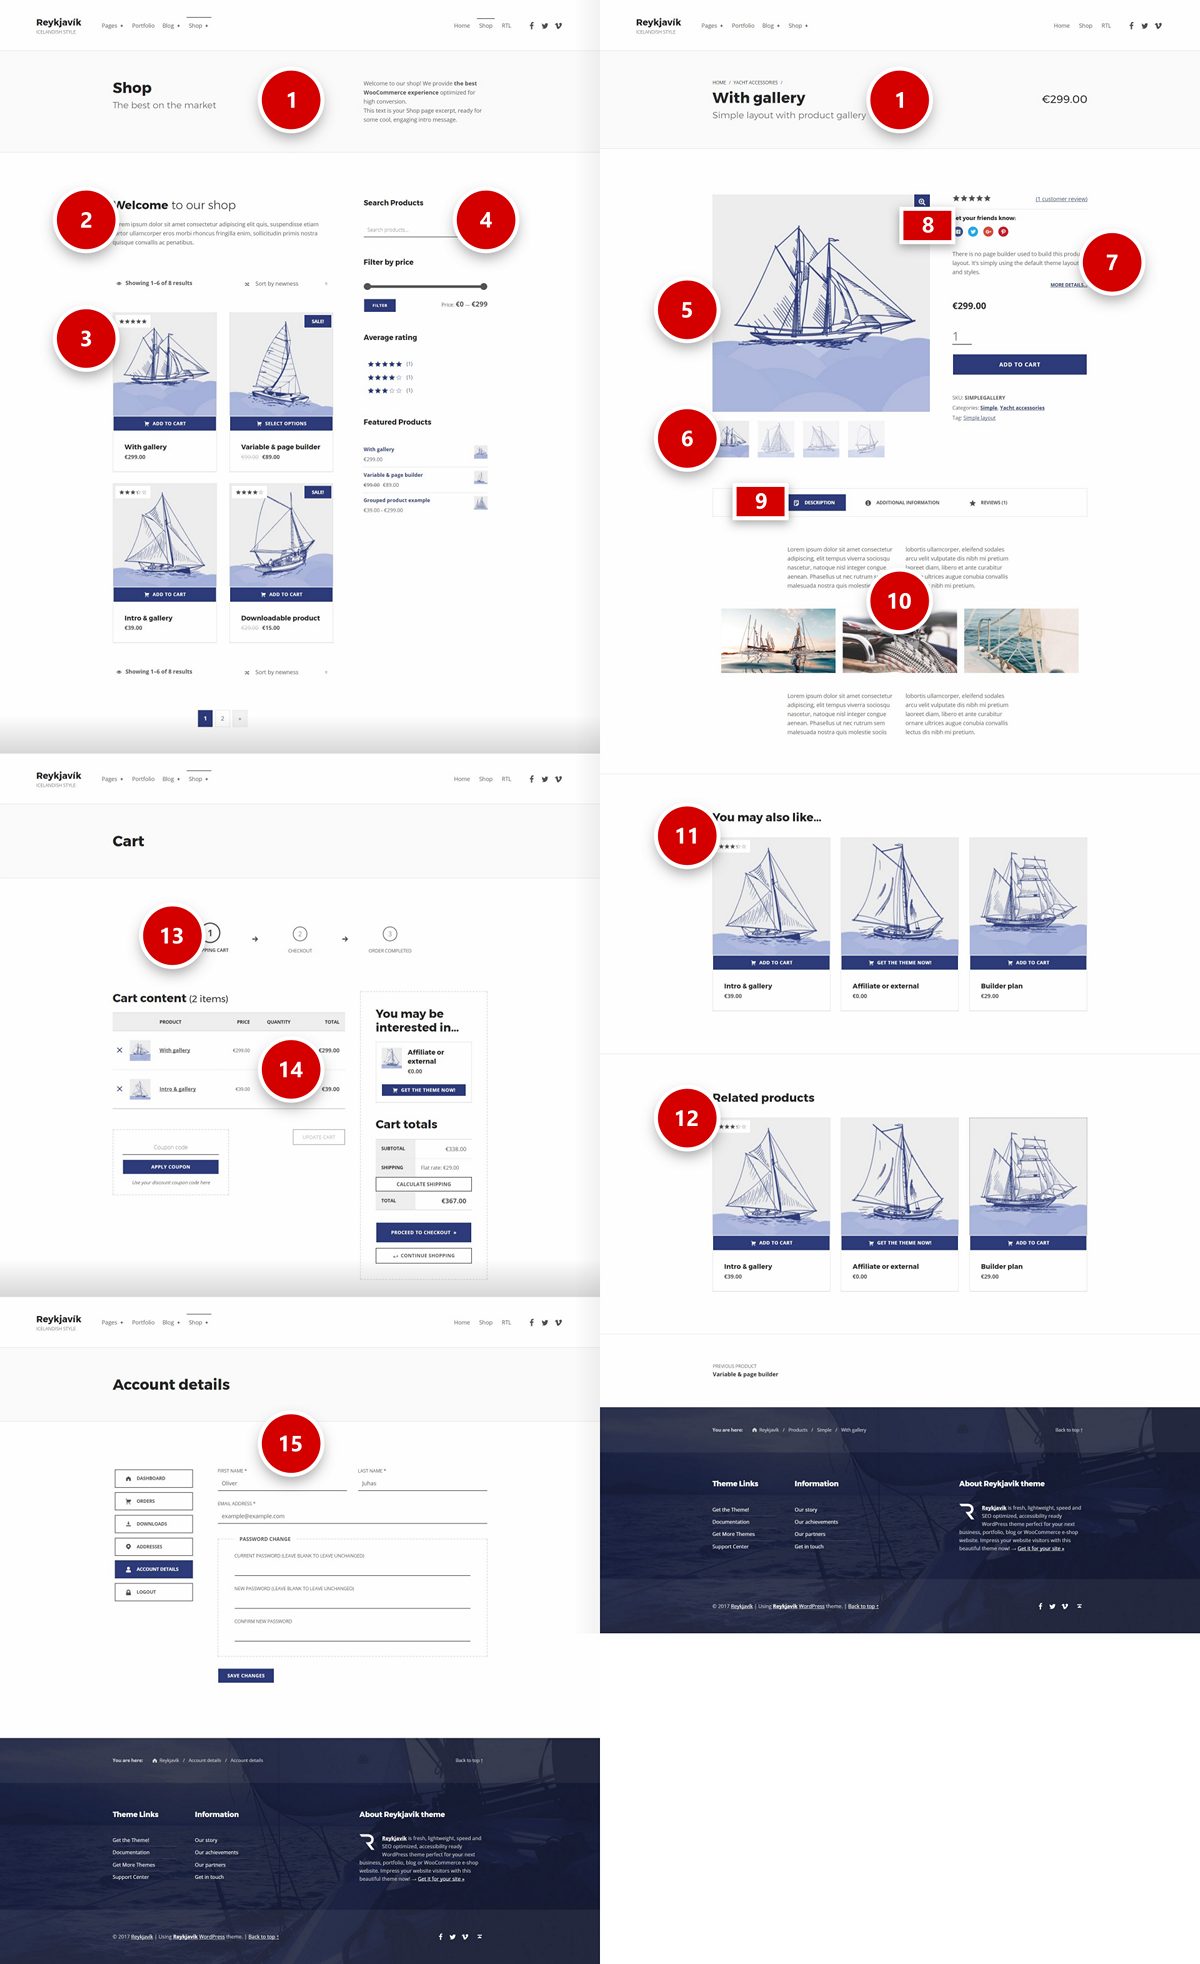 Reykjavík
ICELANDISH STYLE
Pages
Portfolio
Blog
Shop
Home
Shop
RTL
Shop
The best on the market
1
Welcome to our shop! We provide the best
WooCommerce experience optimized for
high conversion.
This text is your Shop page excerpt, ready for
some cool, engaging intro message.
2
Welcome to our shop
ipsum dolor sit amet consectetur adipiscing elit quis, suspendisse etiam
tortor ullamcorper eros morbi rhoncus fringilla enim, sollicitudin primis nostra
quisque convallis ac penatibus.
Showing 1–6 of 8 results
Sort by newness
3
ADD TO CART
With gallery
€299.00
SALE!
SELECT OPTIONS
Variable & page builder
€99.00 €89.00
ADD TO CART
Intro & gallery
€39.00
SALE!
ADD TO CART
Downloadable product
€29.00 €15.00
Showing 1–6 of 8 results
Sort by newness
1 2 »
Search Products
4
Search products...
Filter by price
FILTER
Price: €0 — €299
Average rating
(1)
(1)
(1)
Featured Products
With gallery
€299.00
Variable & page builder
€99.00 €89.00
Grouped product example
€39.00 - €299.00
Reykjavík
ICELANDISH STYLE
Pages
Portfolio
Blog
Shop
Home
Shop
RTL
Cart
13
1
2
3
CHECKOUT
ORDER COMPLETED
Cart content (2 items)
PRODUCT PRICE QUANTITY TOTAL
With gallery €299.00 €299.00
14
Intro & gallery €39.00 €39.00
Coupon code
APPLY COUPON
Use your discount coupon code here
UPDATE CART
You may be
interested in...
Affiliate or
external
€0.00
GET THE THEME NOW!
Cart totals
SUBTOTAL €338.00
SHIPPING Flat rate: €29.00
CALCULATE SHIPPING
TOTAL €367.00
PROCEED TO CHECKOUT »
CONTINUE SHOPPING
Reykjavík
ICELANDISH STYLE
Pages
Portfolio
Blog
Shop
Home
Shop
RTL
Account details
15
DASHBOARD
ORDERS
DOWNLOADS
ADDRESSES
ACCOUNT DETAILS
LOGOUT
FIRST NAME *
Oliver
LAST NAME *
Juhas
EMAIL ADDRESS *
example@example.com
PASSWORD CHANGE
CURRENT PASSWORD (LEAVE BLANK TO LEAVE UNCHANGED)
NEW PASSWORD (LEAVE BLANK TO LEAVE UNCHANGED)
CONFIRM NEW PASSWORD
SAVE CHANGES
You are here: Reykjavik / Account details / Account details
Back to top ↑
Theme Links
Get the Theme!
Documentation
Get More Themes
Support Center
Information
Our story
Our achievements
Our partners
Get in touch
About Reykjavik theme
Reykjavik is fresh, lightweight, speed and
SEO optimized, accessibility ready
WordPress theme perfect for your next
business, portfolio, blog or WooCommerce e-shop
website. Impress your website visitors with this
beautiful theme now! → Get it for your site »
© 2017 Reykjavik | Using Reykjavik WordPress theme. | Back to top ↑
Reykjavík
ICELANDISH STYLE
Pages
Portfolio
Blog
Shop
Home
Shop
RTL
HOME / YACHT ACCESSORIES /
With gallery
Simple layout with product gallery
1
€299.00
5
6
8
(1 customer review)
your friends know:
7
There is no page builder used to build this
layout. It's simply using the default theme layout
and styles.
MORE DETAILS...
€299.00
1
ADD TO CART
SKU: SIMPLEGALLERY
Categories: Simple, Yacht accessories
Tag: Simple layout
9
DESCRIPTION
ADDITIONAL INFORMATION
REVIEWS (1)
Lorem ipsum dolor sit amet consectetur
adipiscing, elit tempus viverra sociosqu
nascetur, natoque nisl integer congue
aenean. Phasellus ut nec rutrum
malesuada nostra quis molestie
lobortis ullamcorper, eleifend sodales
arcu velit vulputate dis nibh mi pretium
laoreet diam, libero et ante curabitur
ultrices augue conubia convallis
nibh mi pretium.
10
Lorem ipsum dolor sit amet consectetur
adipiscing, elit tempus viverra sociosqu
nascetur, natoque nisl integer congue
aenean. Phasellus ut nec rutrum sem
malesuada nostra quis molestie sociis
lobortis ullamcorper, eleifend sodales
arcu velit vulputate dis nibh mi pretium
laoreet diam, libero et ante curabitur
ornare ultrices augue conubia convallis
lectus dis nibh mi pretium.
11
You may also like…
ADD TO CART
Intro & gallery
€39.00
GET THE THEME NOW!
Affiliate or external
€0.00
ADD TO CART
Builder plan
€29.00
12
Related products
ADD TO CART
Intro & gallery
€39.00
GET THE THEME NOW!
Affiliate or external
€0.00
ADD TO CART
Builder plan
€29.00
PREVIOUS PRODUCT
Variable & page builder
You are here: Reykjavik / Products / Simple / With gallery
Back to top ↑
Theme Links
Get the Theme!
Documentation
Get More Themes
Support Center
Information
Our story
Our achievements
Our partners
Get in touch
About Reykjavik theme
Reykjavik is fresh, lightweight, speed and
SEO optimized, accessibility ready
WordPress theme perfect for your next
business, portfolio, blog or WooCommerce e-shop
website. Impress your website visitors with this
beautiful theme now! → Get it for your site »
© 2017 Reykjavik | Using Reykjavik WordPress theme. | Back to top ↑